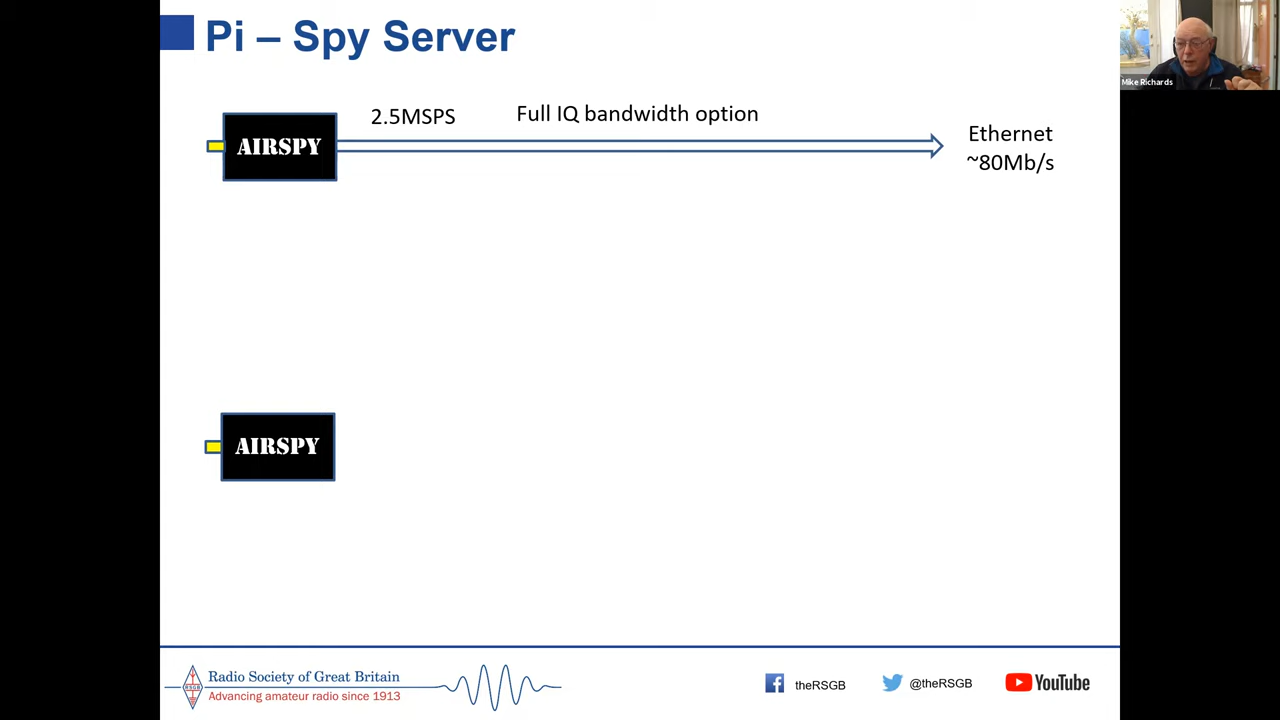 Pi – Spy Server
Mike Richards
AIRSPY
2.5MSPS
Full IQ bandwidth option
Ethernet
~80Mb/s
AIRSPY
RSGB
Radio Society of Great Britain
Advancing amateur radio since 1913
theRSGB
@theRSGB
YouTube